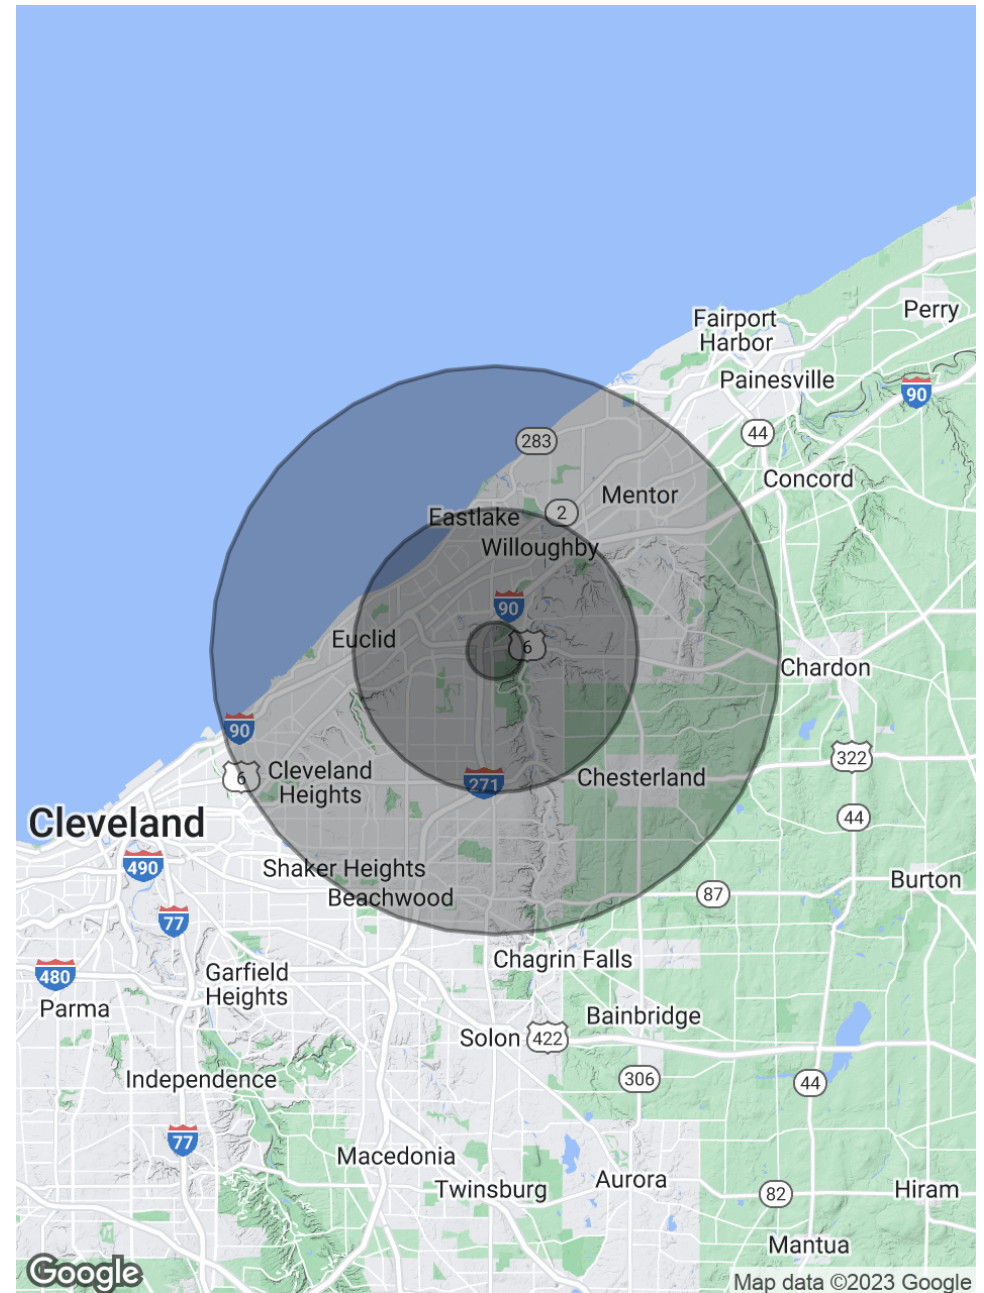 Perry
Fairport
Harbor
Painesville
90
44
283
Concord
Mentor
2
Eastlake
Willoughby
90
Euclid
6
Chardon
90
322
6
Cleveland
Heights
271
Chesterland
Cleveland
44
490
Shaker Heights
Burton
87
Beachwood
77
Chagrin Falls
480
Garfield
Heights
Parma
Bainbridge
Solon
422
Independence
306
44
77
Macedonia
Aurora
Twinsburg
82
Hiram
Mantua
Google
Map data ©2023 Google